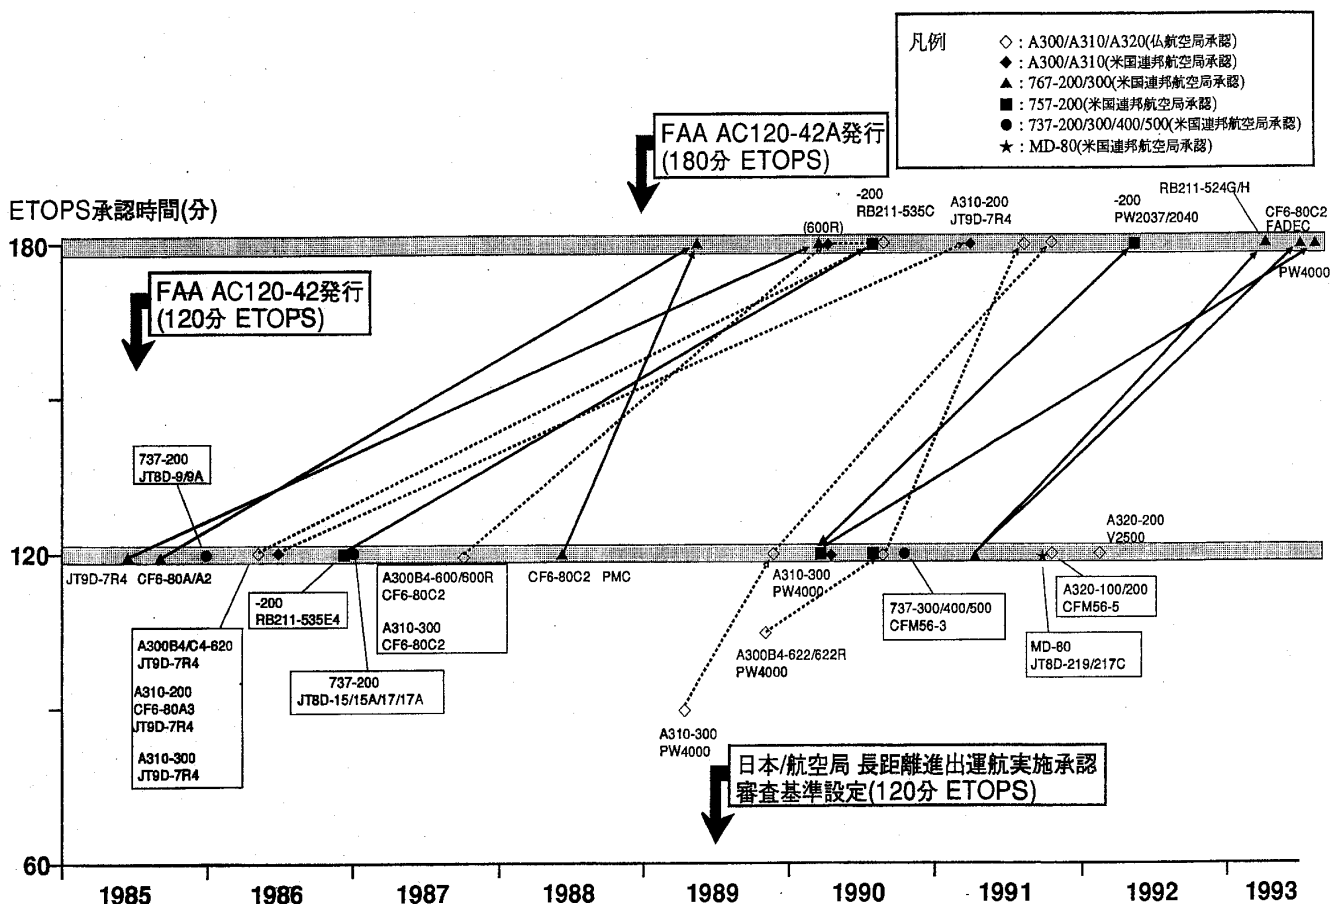 凡例
◇ : A300/A310/A320(仏航空局承認)
◆ : A300/A310(米国連邦航空局承認)
▲ : 767-200/300(米国連邦航空局承認)
■ : 757-200(米国連邦航空局承認)
● : 737-200/300/400/500(米国連邦航空局承認)
★ : MD-80(米国連邦航空局承認)
FAA AC120-42A発行
(180分 ETOPS)
ETOPS承認時間(分)
180
(600R)
-200
RB211-535C
A310-200
JT9D-7R4
-200
PW2037/2040
RB211-524G/H
CF6-80C2
FADEC
PW4000
FAA AC120-42発行
(120分 ETOPS)
737-200
JT8D-9/9A
120
JT9D-7R4
CF6-80A/A2
A300B4/C4-620
JT9D-7R4
A310-200
CF6-80A3
JT9D-7R4
A310-300
JT9D-7R4
-200
RB211-535E4
737-200
JT8D-15/15A/17/17A
A300B4-600/600R
CF6-80C2
A310-300
CF6-80C2
CF6-80C2 PMC
A310-300
PW4000
A300B4-622/622R
PW4000
A310-300
PW4000
737-300/400/500
CFM56-3
A320-200
V2500
A320-100/200
CFM56-5
MD-80
JT8D-219/217C
日本/航空局 長距離進出運航実施承認
審査基準設定(120分 ETOPS)
60
1985
1986
1987
1988
1989
1990
1991
1992
1993